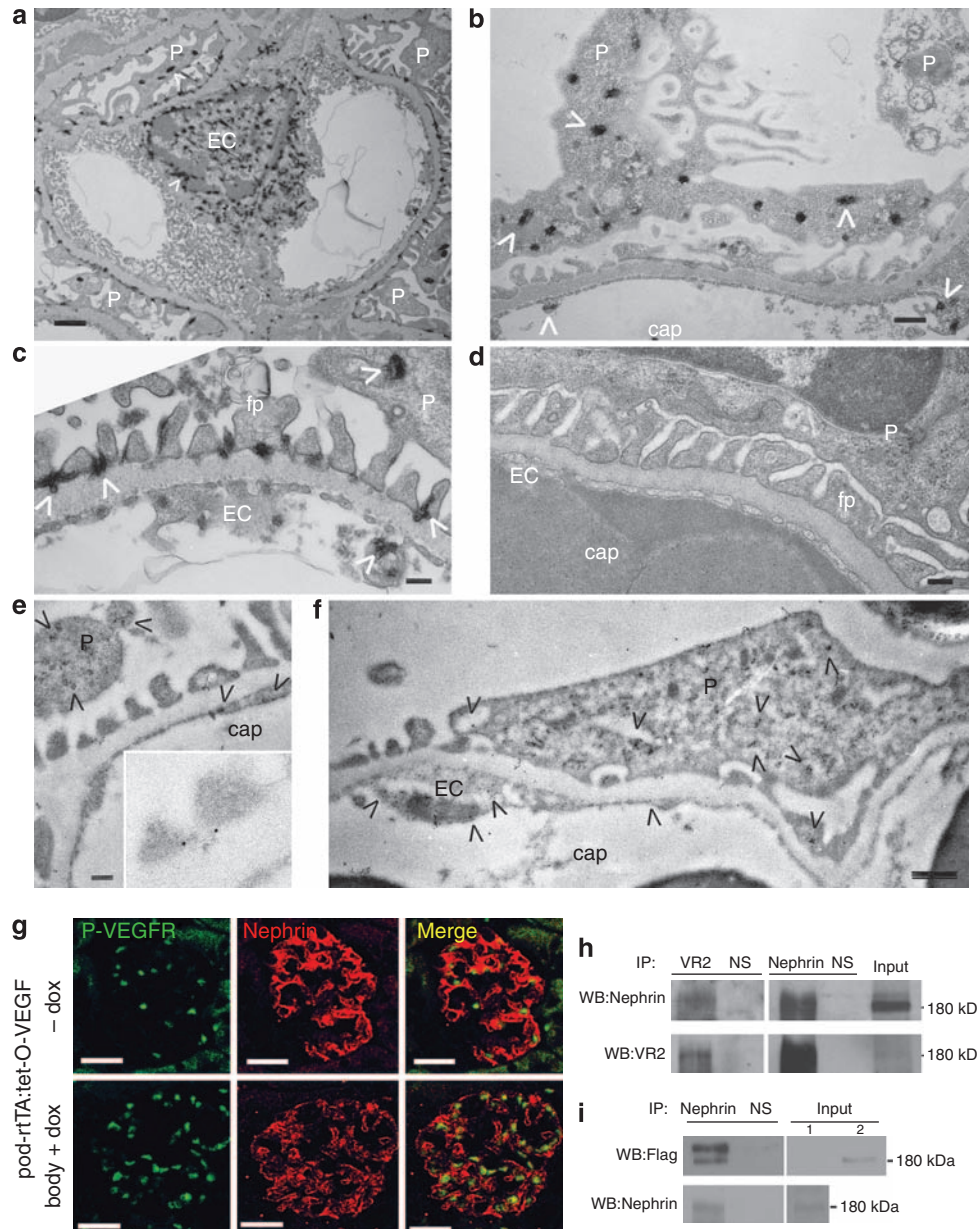 a
P
P
EC
P
P
b
P
P
cap
c
fp
P
EC
d
P
EC
fp
cap
e
P
cap
f
P
EC
cap
g
P-VEGFR Nephrin Merge
pod-rtTA:tet-O-VEGF
body + dox – dox
h
IP: VR2 NS Nephrin NS Input
WB:Nephrin
180 kD
WB:VR2
180 kD
i
IP: Nephrin NS Input
1 2
WB:Flag
180 kDa
WB:Nephrin
180 kDa